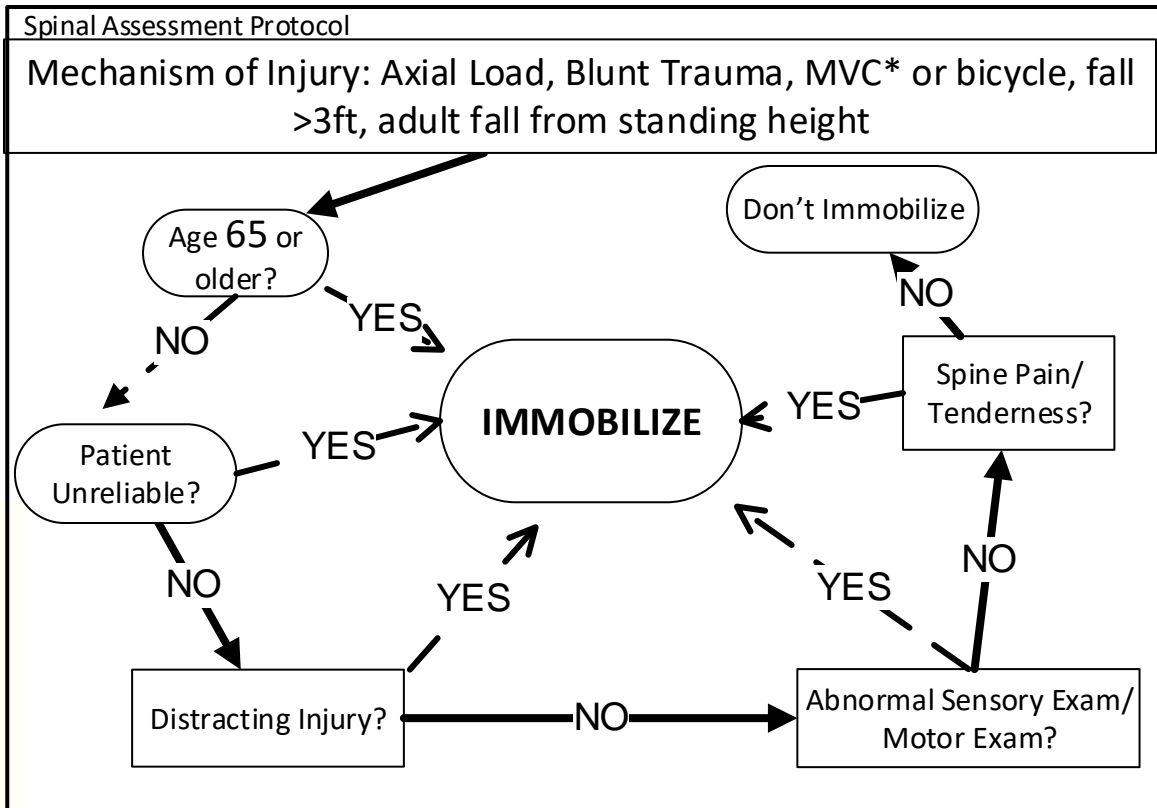 Spinal Assessment Protocol
Mechanism of Injury: Axial Load, Blunt Trauma, MVC* or bicycle, fall
>3ft, adult fall from standing height
Age 65 or
older?
YES
NO
Patient
Unreliable?
YES
NO
Distracting Injury?
YES
NO
Abnormal Sensory Exam/
Motor Exam?
YES
NO
Spine Pain/
Tenderness?
YES
NO
Don’t Immobilize
IMMOBILIZE